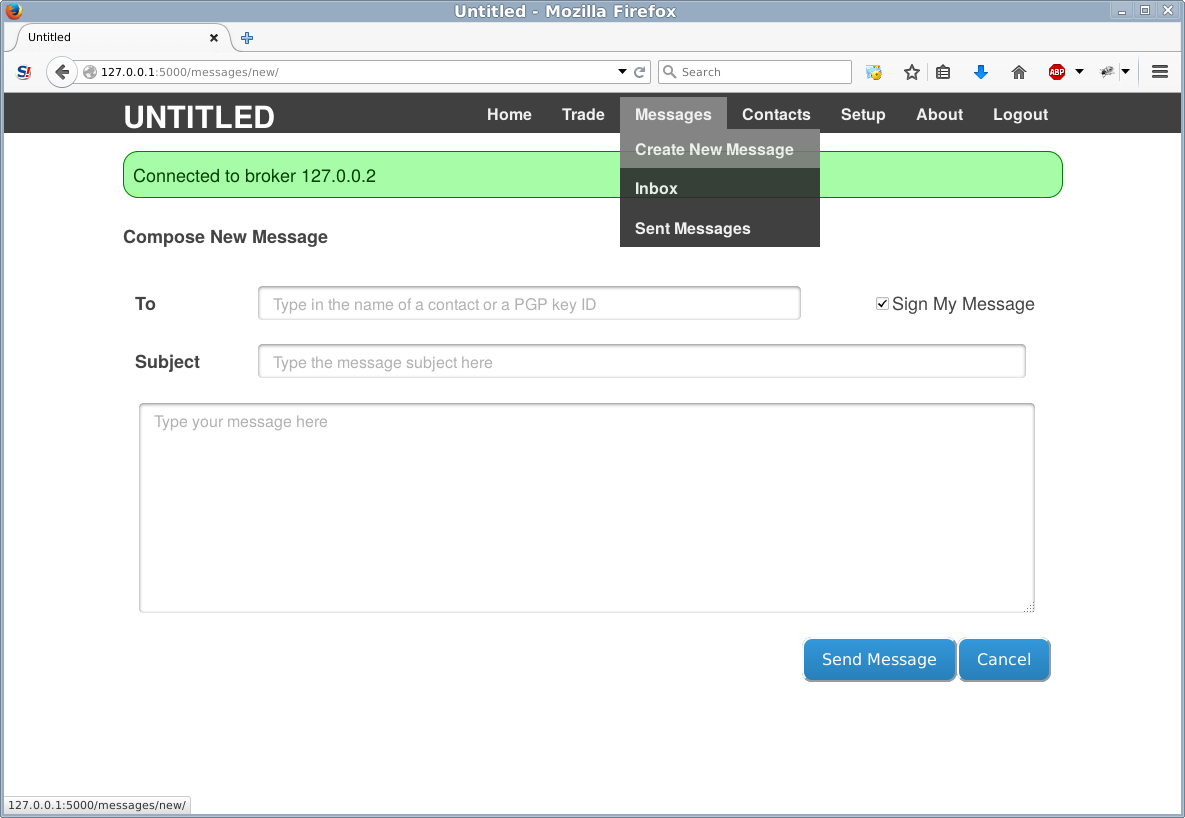 Untitled - Mozilla Firefox
Untitled
S! 127.0.0.1:5000/messages/new/ Search ABP
UNTITLED Home Trade Messages Contacts Setup About Logout
Create New Message
Connected to broker 127.0.0.2
Inbox
Sent Messages
Compose New Message
To Type in the name of a contact or a PGP key ID Sign My Message
Subject Type the message subject here
Type your message here
Send Message Cancel
127.0.0.1:5000/messages/new/